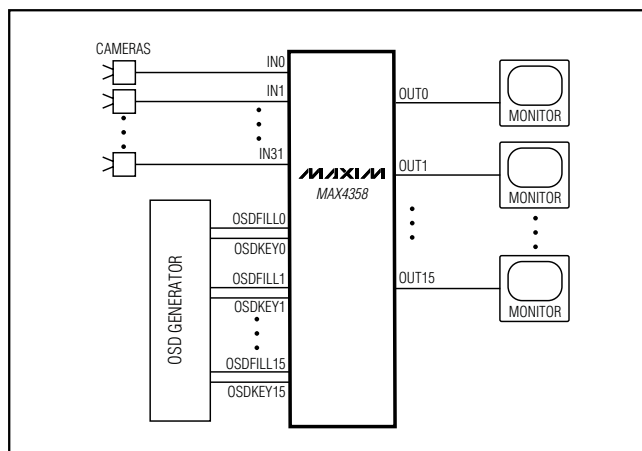 CAMERAS
IN0
IN1
IN31
OUT0
OUT1
OUT15
MONITOR
MONITOR
MONITOR
MAXIM
MAX4358
OSD GENERATOR
OSDFILL0
OSDKEY0
OSDFILL1
OSDKEY1
OSDFILL15
OSDKEY15